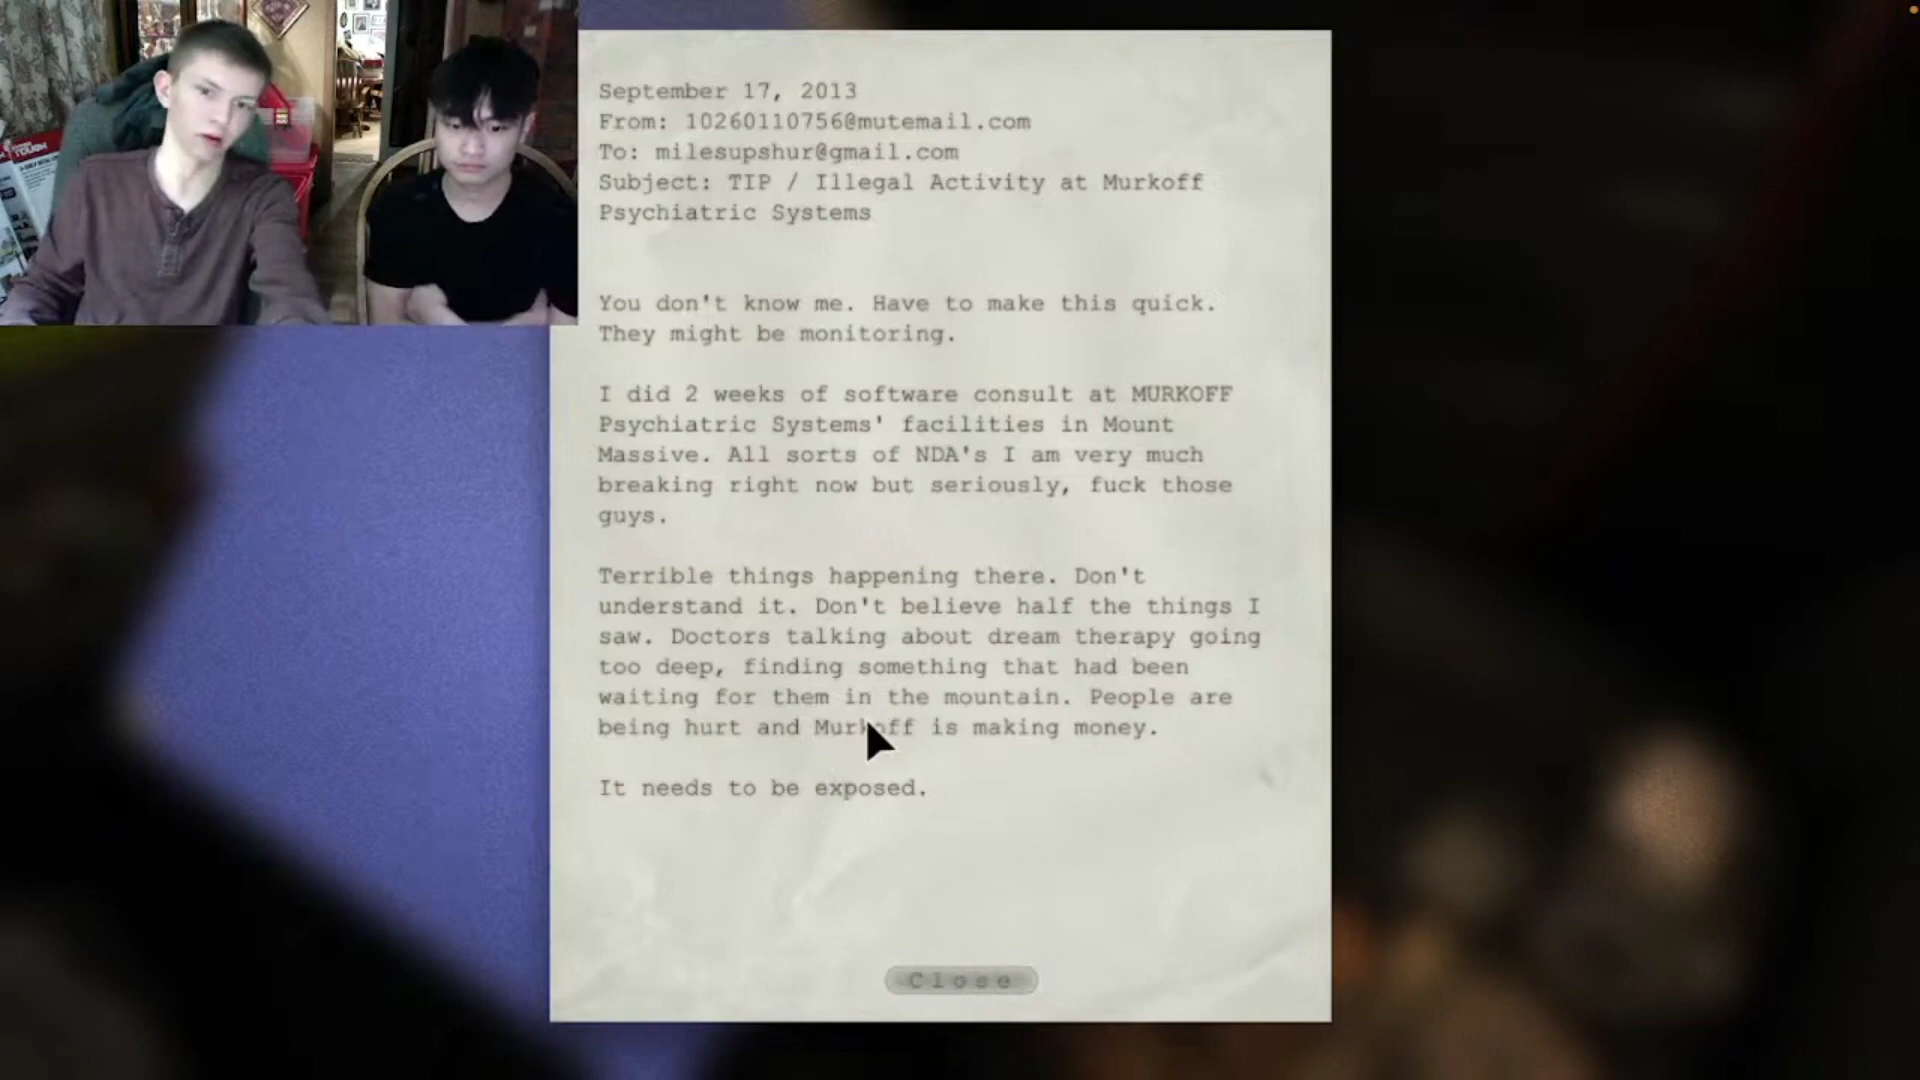 September 17, 2013
From: 10260110756@mutemail.com
To: milesupshur@gmail.com
Subject: TIP / Illegal Activity at Murkoff
Psychiatric Systems
You don't know me. Have to make this quick.
They might be monitoring.
I did 2 weeks of software consult at MURKOFF
Psychiatric Systems' facilities in Mount
Massive. All sorts of NDA's I am very much
breaking right now but seriously, fuck those
guys.
Terrible things happening there. Don't
understand it. Don't believe half the things I
saw. Doctors talking about dream therapy going
too deep, finding something that had been
waiting for them in the mountain. People are
being hurt and Murkoff is making money.
It needs to be exposed.
Close